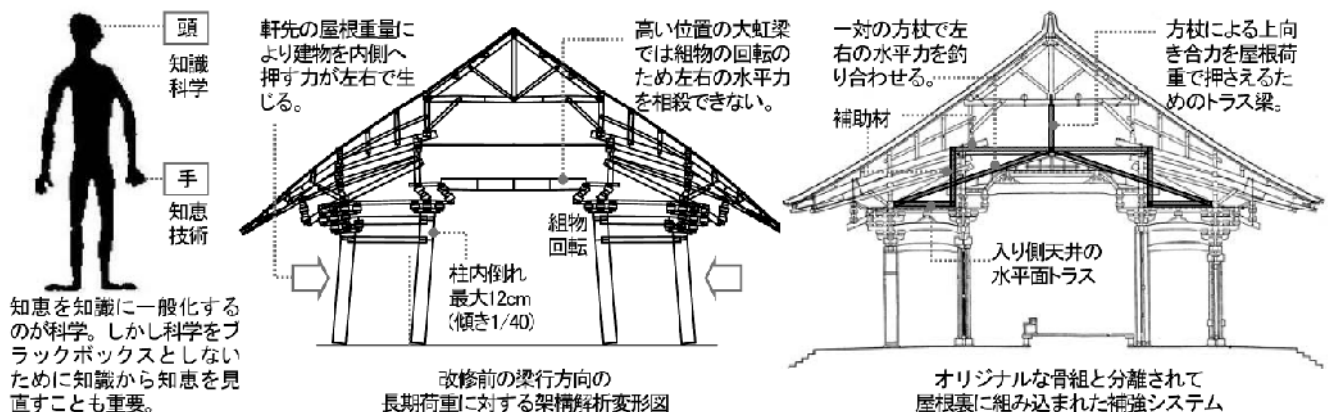 頭
知識
科学
手
知恵
技術
知恵を知識に一般化する
のが科学。しかし科学をブ
ラックボックスとしない
ために知識から知恵を見
直すことも重要。
軒先の屋根重量に
より建物を内側へ
押す力が左右で生
じる。
高い位置の大虹梁
では組物の回転の
ため左右の水平力
を相殺できない。
組物
回転
柱内倒れ
最大12cm
(傾き1/40)
改修前の梁行方向の
長期荷重に対する架構解析変形図
一対の方杖で左
右の水平力を釣
り合わせる。
方杖による上向
き合力を屋根荷
重で押さえるた
めのトラス梁。
補助材
入り側天井の
水平面トラス
オリジナルな骨組と分離されて
屋根裏に組み込まれた補強システム